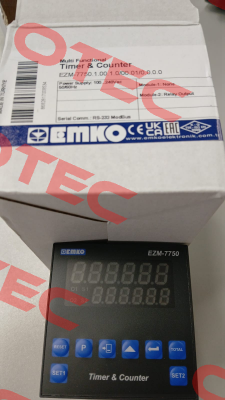 Multi Functional
Timer & Counter
EZM-7750.1.00.1.0/00.01/0.0.0.0
Power Supply: 100...240Vac
50/60Hz
Module-1: None
Module-2: Relay Output
Serial Comm.: RS-232 Modbus
EMKO
www.emkoelektronik.com.tr
OTEC
EMKO
EZM-7750
P
TOTAL
SET1
SET2
Timer & Counter